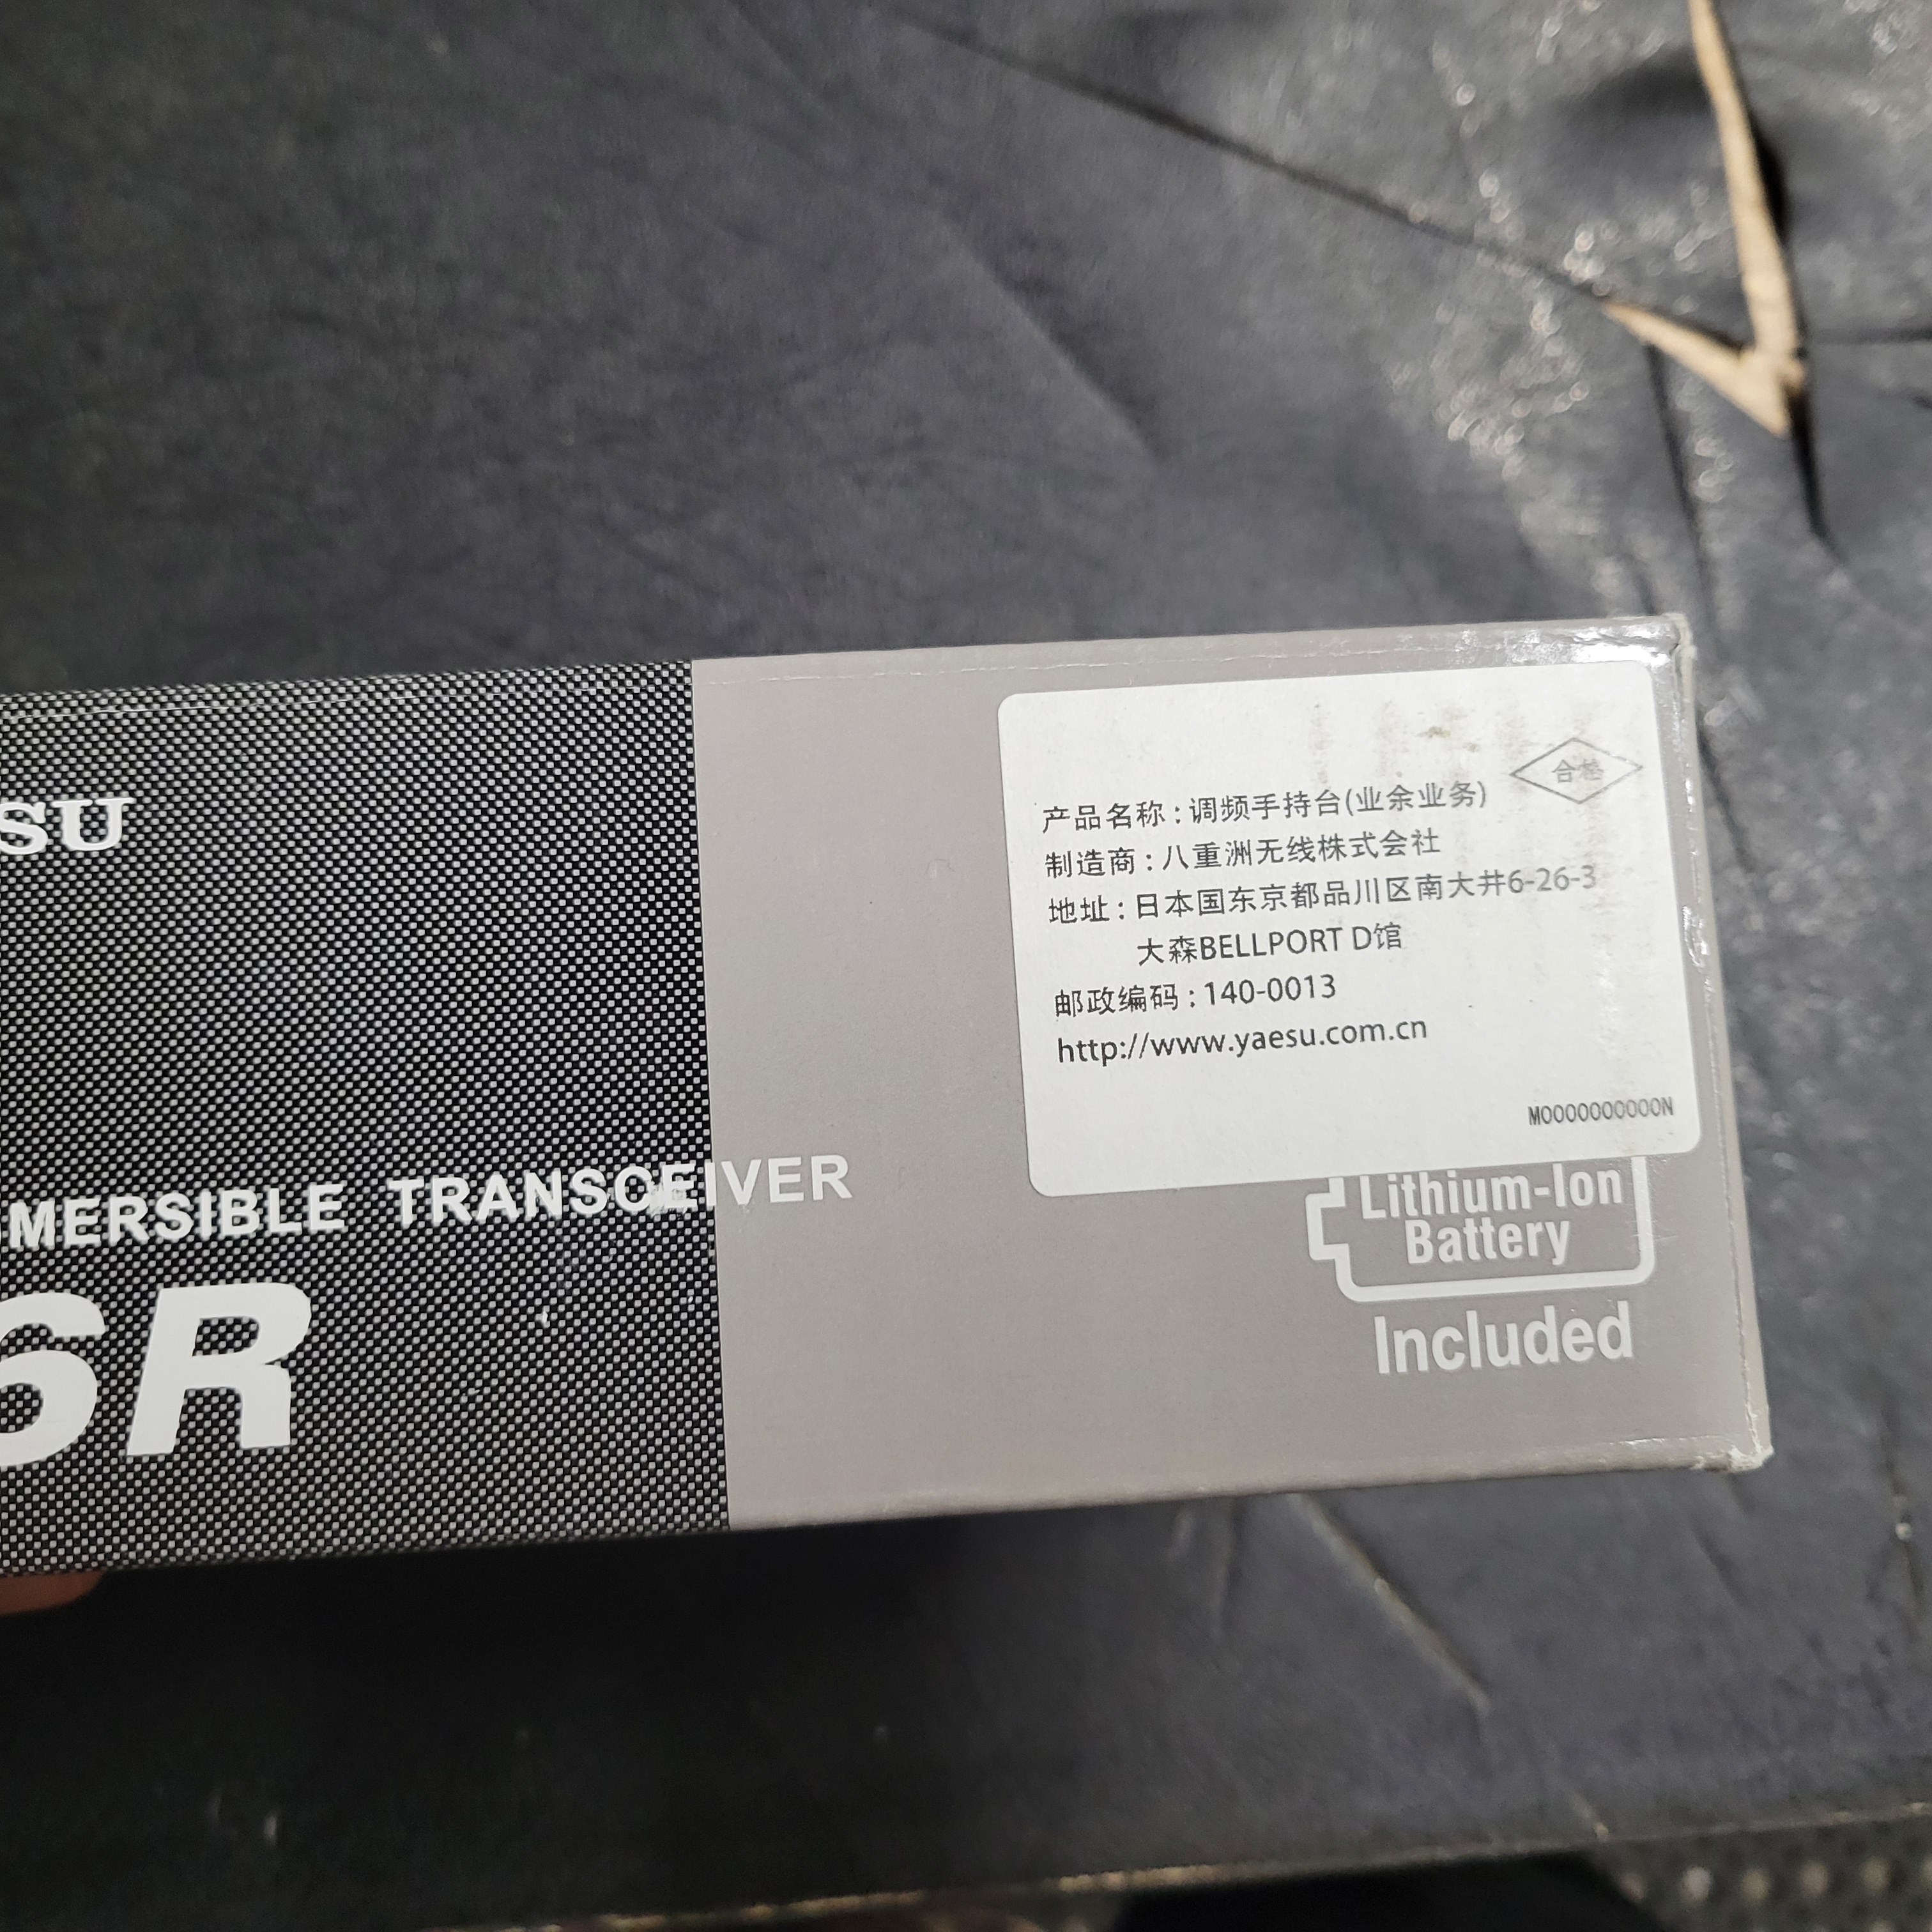 SU
MERSIBLE TRANSCEIVER
6R
合格
产品名称:调频手持台(业余业务)
制造商:八重洲无线株式会社
地址:日本国东京都品川区南大井6-26-3
大森BELLPORT D馆
邮政编码:140-0013
http://www.yaesu.com.cn
M0000000000N
Lithium-Ion
Battery
Included